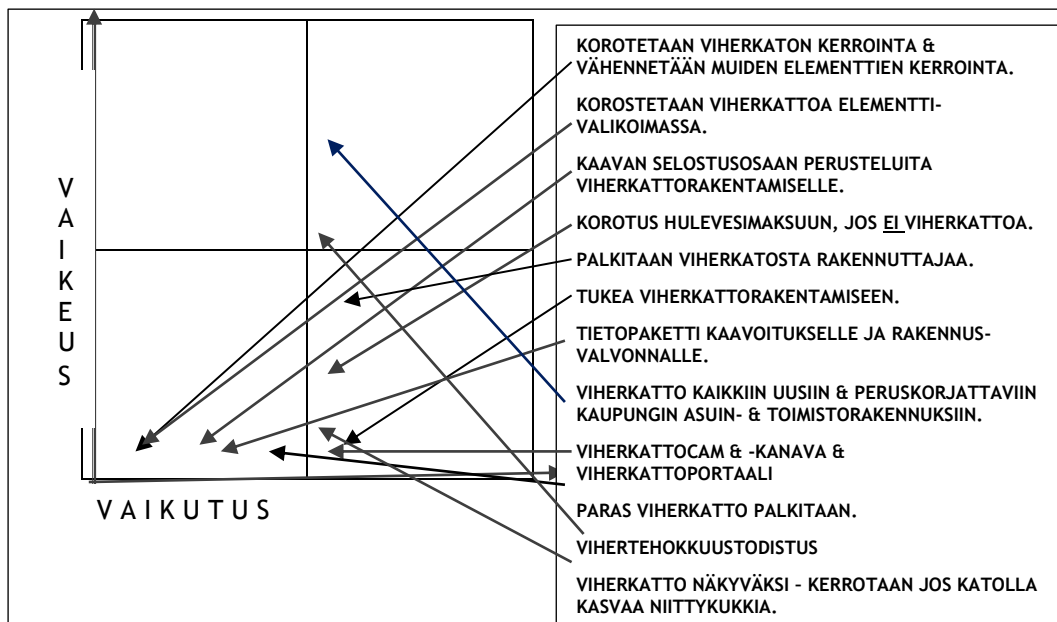 VAIKEUS
VAIKUTUS
KOROTETAAN VIHERKATON KERROINTA &
VÄHENNETÄÄN MUIDEN ELEMENTTIEN KERROINTA.
KOROSTETAAN VIHERKATTOA ELEMENTTI-
VALIKOIMASSA.
KAAVAN SELOSTUSOSAAN PERUSTELUITA
VIHERKATTORAKENTAMISELLE.
KOROTUS HULEVESIMAKSUUN, JOS EI VIHERKATTOA.
PALKITAAN VIHERKATOSTA RAKENNUTTAJAA.
TUKEA VIHERKATTORAKENTAMISEEN.
TIETOPAKETTI KAAVOITUKSELLE JA RAKENNUS-
VALVONNALLE.
VIHERKATTO KAIKKIIN UUSIIN & PERUSKORJATTAVIIN
KAUPUNGIN ASUIN- & TOIMISTORAKENNUKSIIN.
VIHERKATTOCAM & -KANAVA &
VIHERKATTOPORTAALI
PARAS VIHERKATTO PALKITAAN.
VIHERTEHOKKUUSTODISTUS
VIHERKATTO NÄKYVÄKSI - KERROTAAN JOS KATOLLA
KASVAA NIITTYKUKKIA.